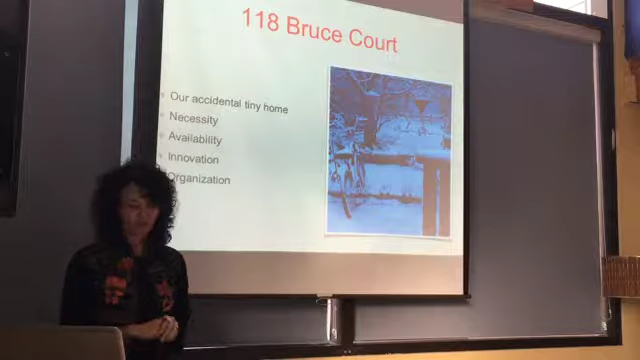 118 Bruce Court
Our accidental tiny home
Necessity
Availability
Innovation
Organization